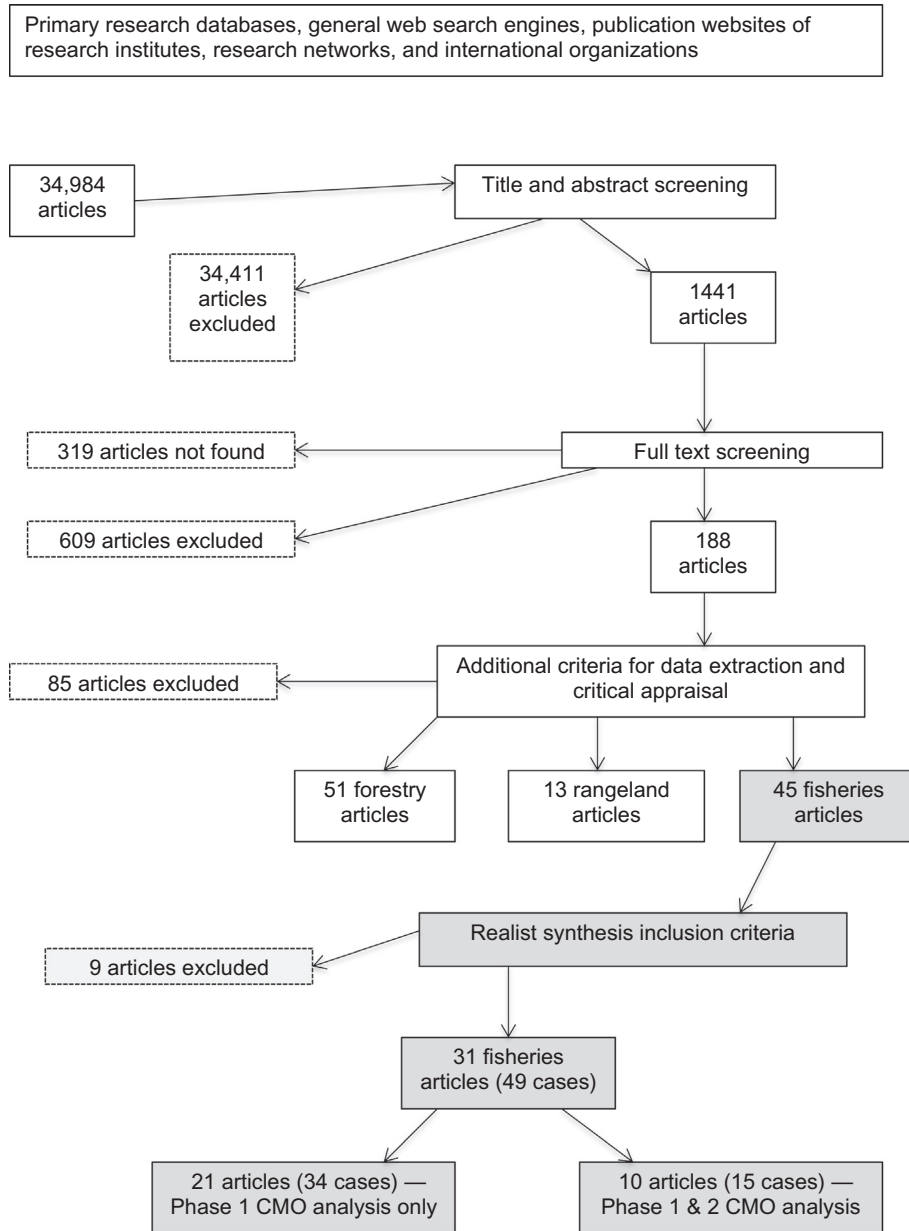 Primary research databases, general web search engines, publication websites of
research institutes, research networks, and international organizations
34,984
articles
Title and abstract screening
34,411
articles
excluded
1441
articles
319 articles not found
Full text screening
609 articles excluded
188
articles
85 articles excluded
Additional criteria for data extraction and
critical appraisal
51 forestry
articles
13 rangeland
articles
45 fisheries
articles
Realist synthesis inclusion criteria
9 articles excluded
31 fisheries
articles (49 cases)
21 articles (34 cases) —
Phase 1 CMO analysis only
10 articles (15 cases) —
Phase 1 & 2 CMO analysis